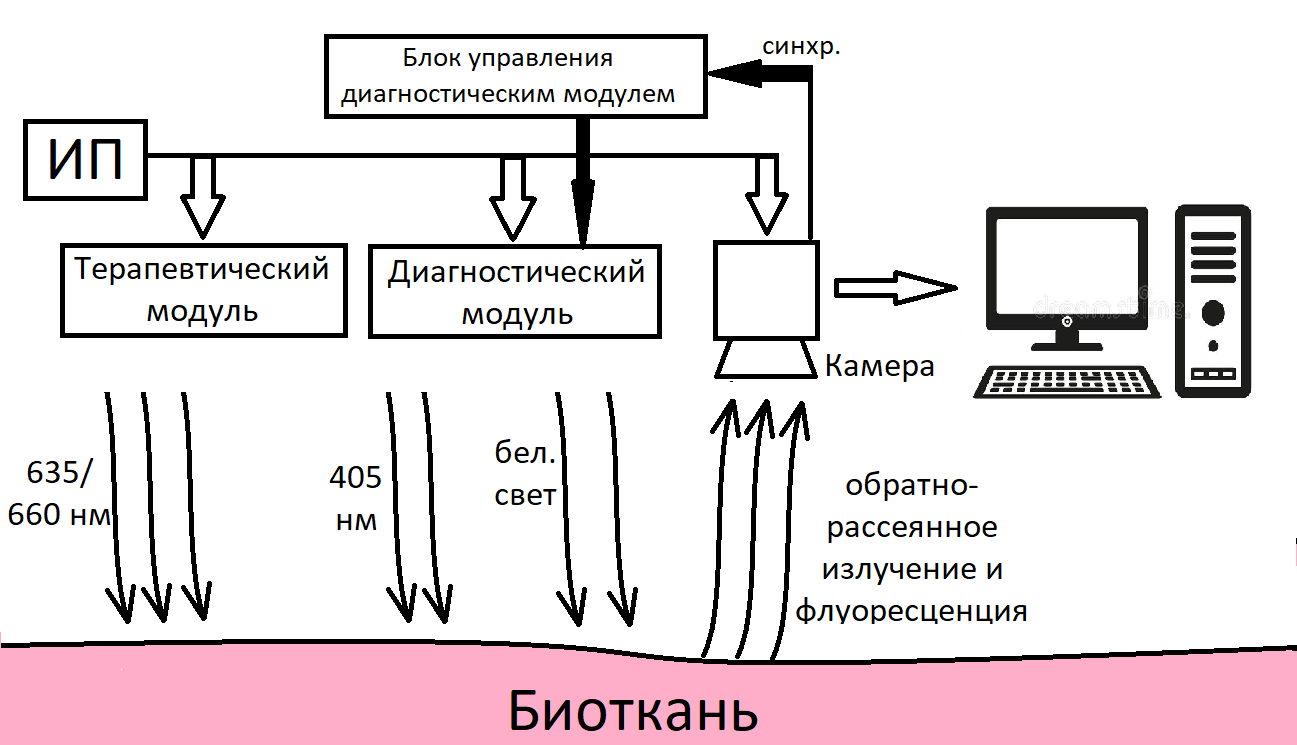 синхр.
Блок управления
диагностическим модулем
ИП
Терапевтический
модуль
Диагностический
модуль
dreamstime.
Камера
635/
660 нм
405
нм
бел.
свет
обратно-
рассеянное
излучение и
флуоресценция
Биоткань